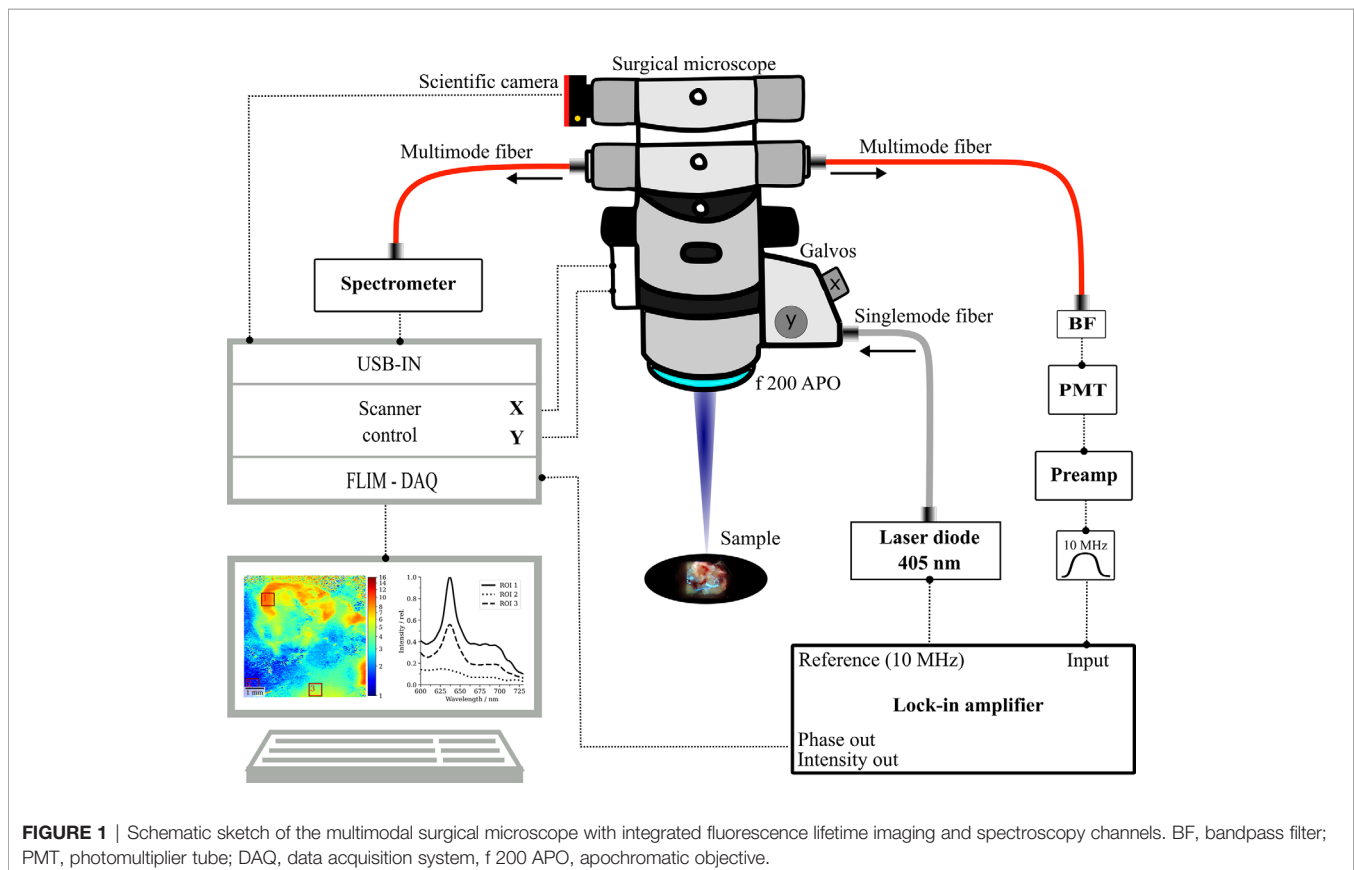 Surgical microscope
Scientific camera
Multimode fiber
Multimode fiber
Galvos
X
y
Spectrometer
Singlemode fiber
BF
f 200 APO
USB-IN
PMT
Scanner X
control Y
FLIM - DAQ
Preamp
Sample
Laser diode
405 nm
10 MHz
16
14
12
10
8
7
6
5
4
3
2
1
1 mm
3
1.0
0.8
0.6
0.4
0.2
0.0
Intensity / rel.
ROI 1
ROI 2
ROI 3
600 625 650 675 700 725
Wavelength / nm
Reference (10 MHz) Input
Lock-in amplifier
Phase out
Intensity out
FIGURE 1 | Schematic sketch of the multimodal surgical microscope with integrated fluorescence lifetime imaging and spectroscopy channels. BF, bandpass filter;
PMT, photomultiplier tube; DAQ, data acquisition system, f 200 APO, apochromatic objective.